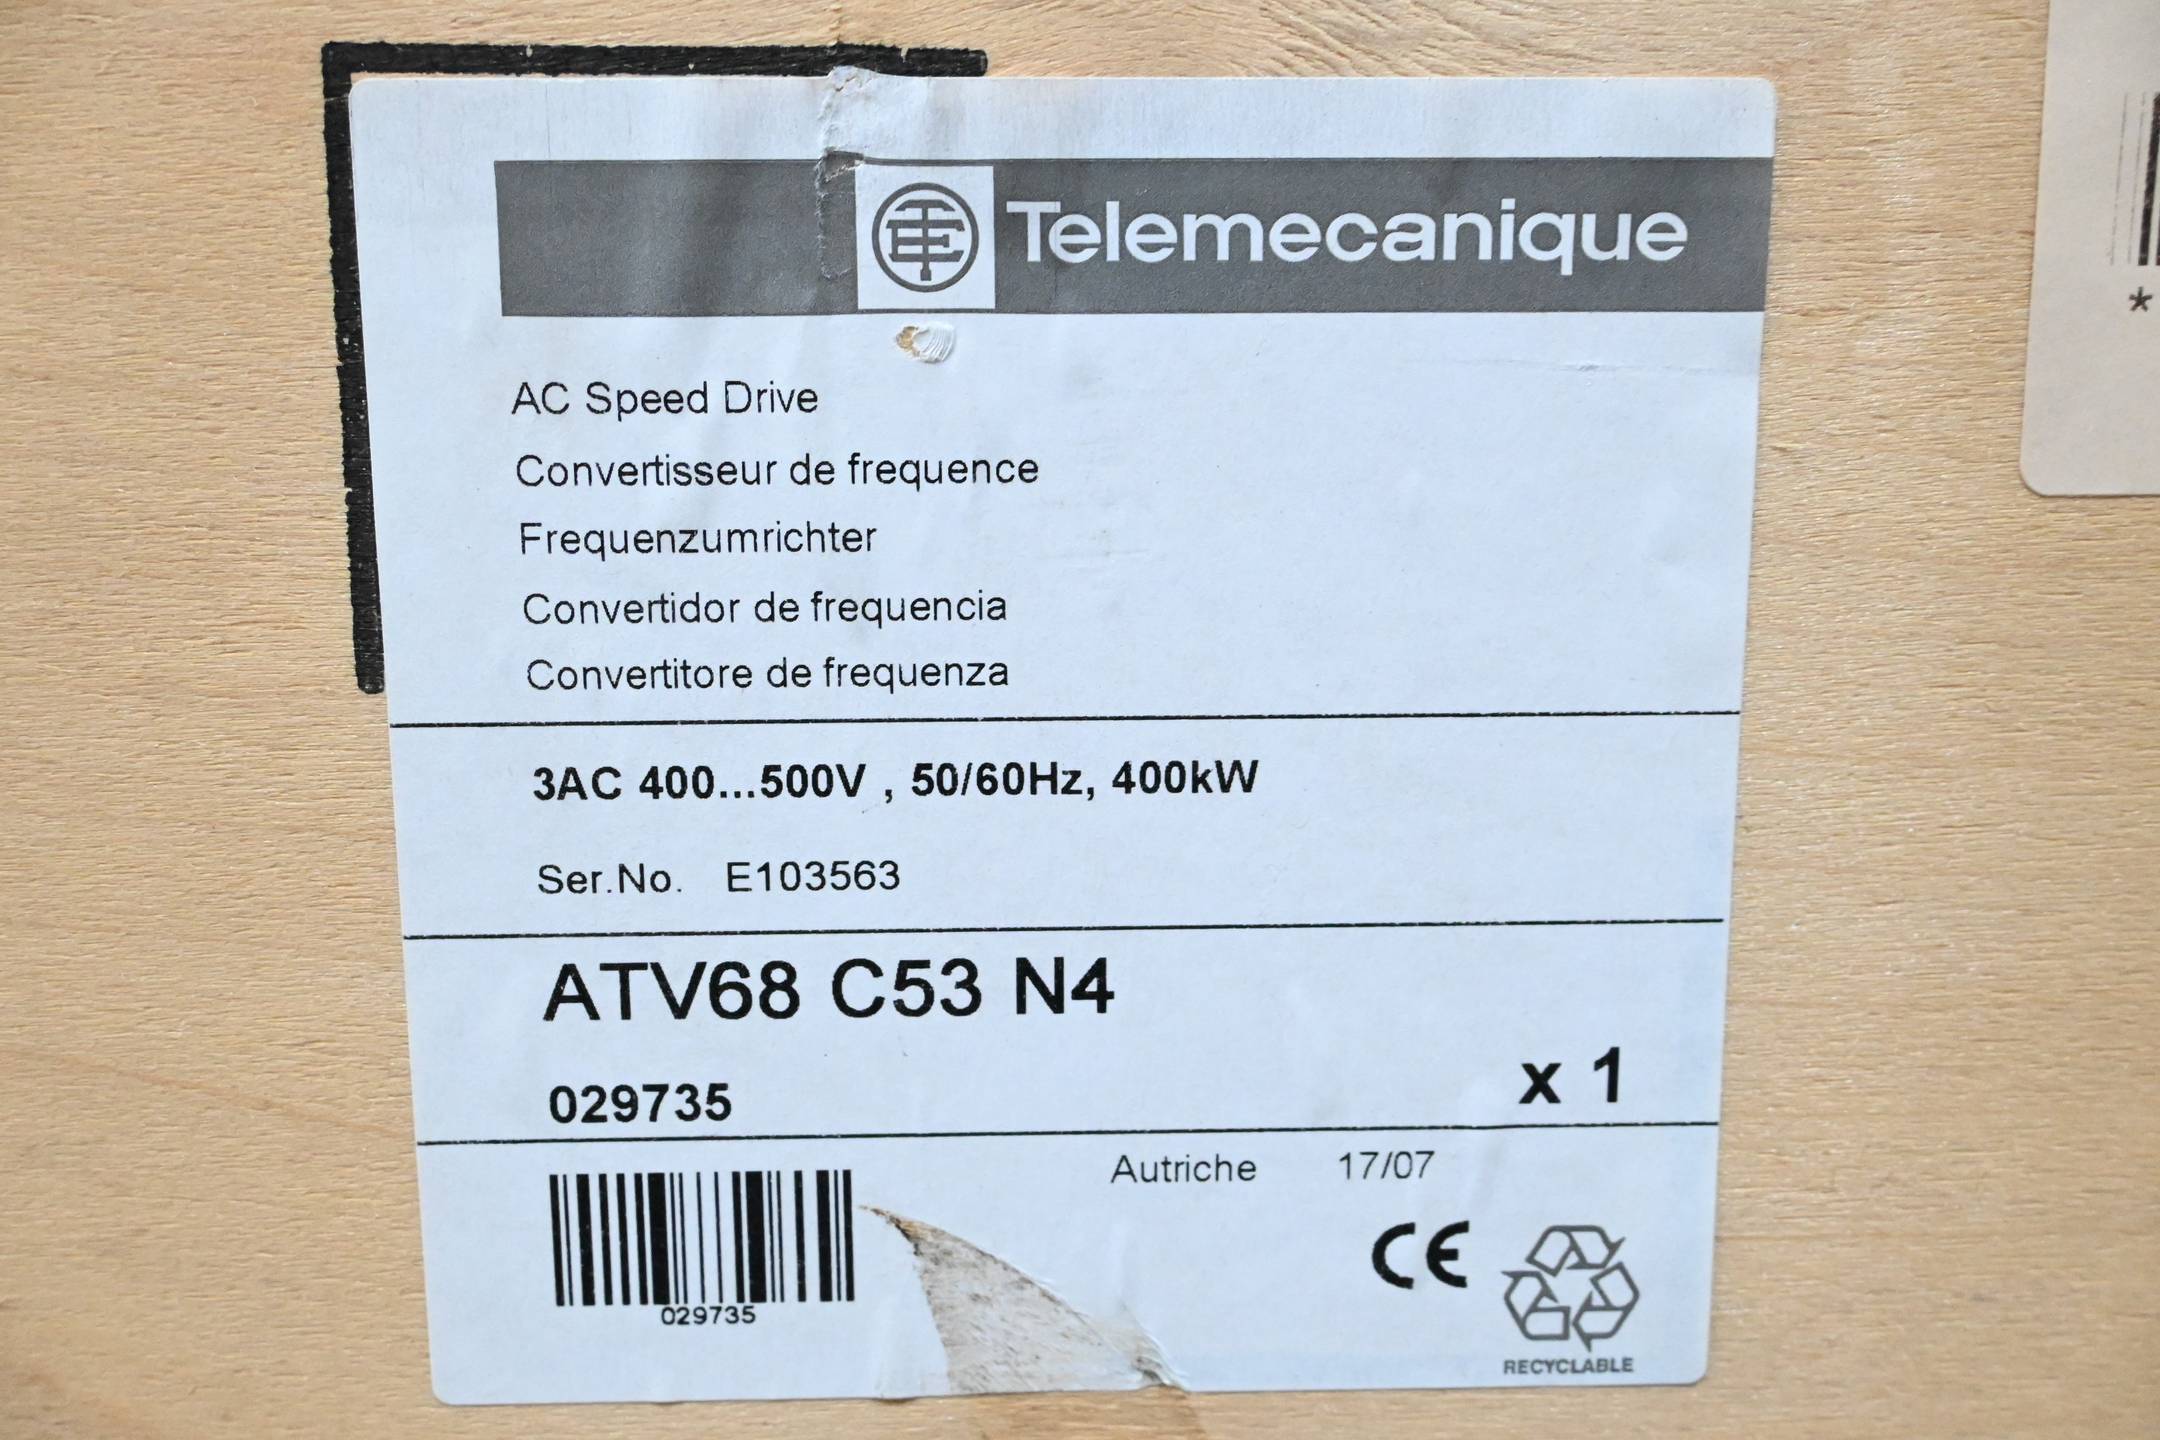 Telemecanique
AC Speed Drive
Convertisseur de frequence
Frequenzumrichter
Convertidor de frequencia
Convertitore de frequenza
3AC 400...500V , 50/60Hz, 400kW
Ser.No. E103563
ATV68 C53 N4
029735
x 1
Autriche 17/07
029735
CE
RECYCLABLE
*